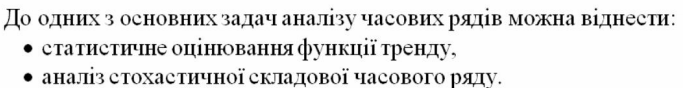 До одних з основних задач аналізу часових рядів можна віднести:
• статистичне оцінювання функції тренду,
• аналіз стохастичної складової часового ряду.